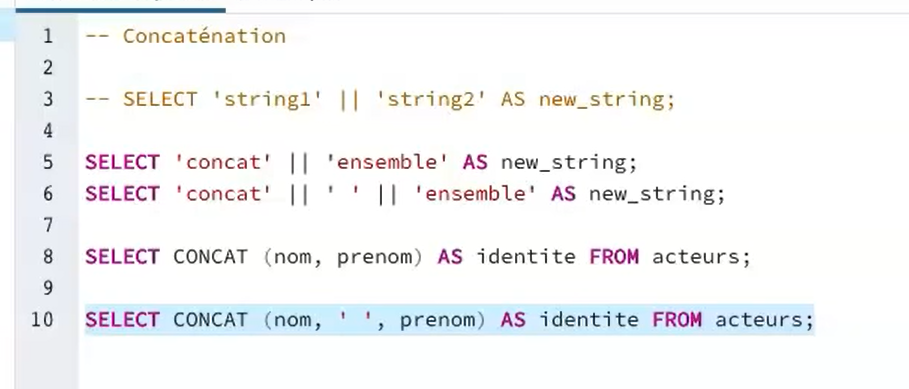 1 -- Concaténation
2
3 -- SELECT 'string1' || 'string2' AS new_string;
4
5 SELECT 'concat' || 'ensemble' AS new_string;
6 SELECT 'concat' || ' ' || 'ensemble' AS new_string;
7
8 SELECT CONCAT (nom, prenom) AS identite FROM acteurs;
9
10 SELECT CONCAT (nom, ' ', prenom) AS identite FROM acteurs;